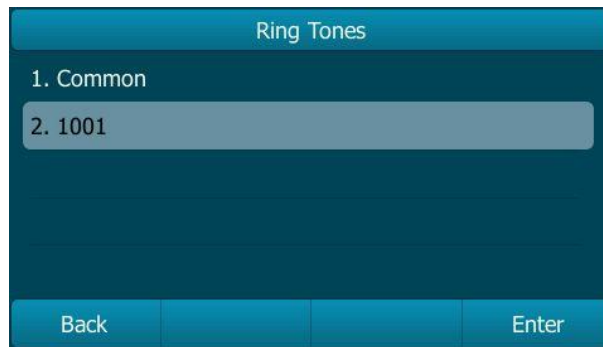 Ring Tones
1. Common
2. 1001
Back
Enter